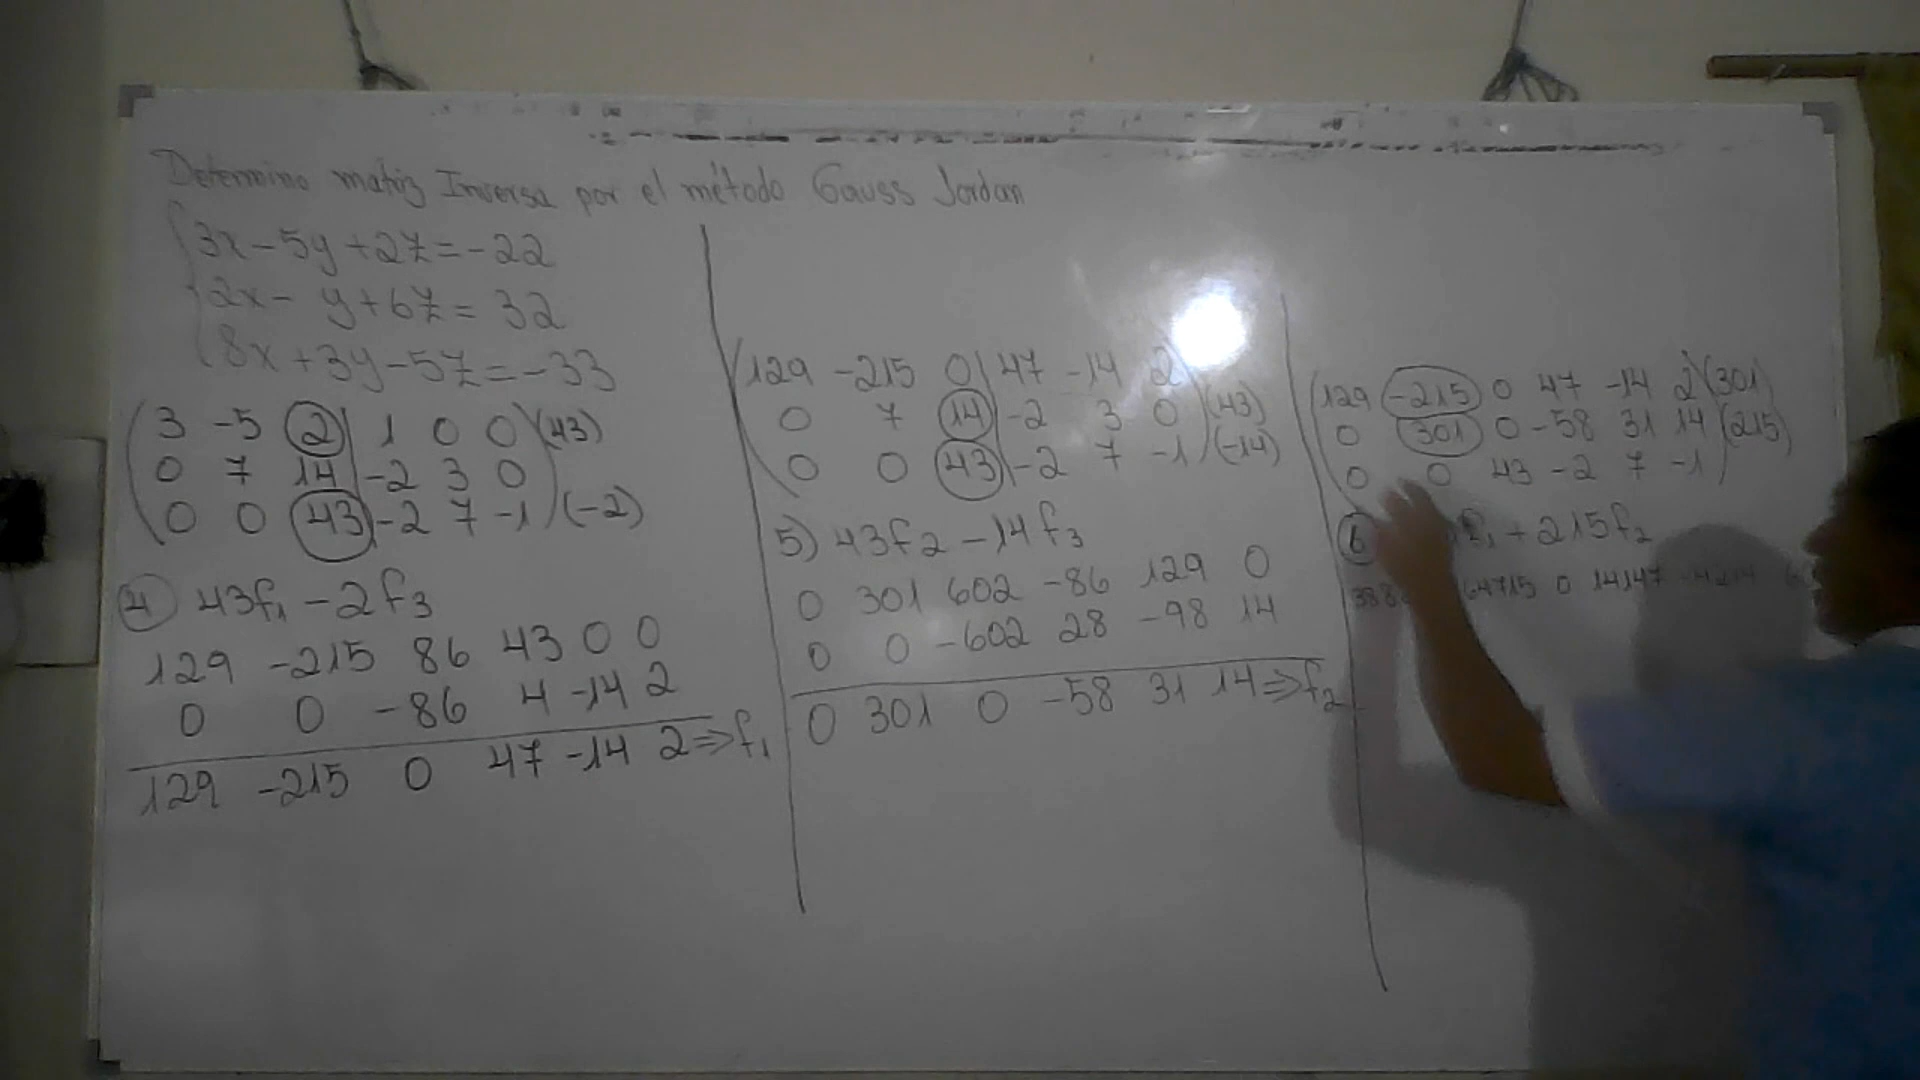 Determino matriz Inversa por el método Gauss Jordan
3x - 5y + 2z = -22
2x - y + 6z = 32
8x + 3y - 5z = -33
3 -5 2 | 1 0 0 (43)
0 7 14 | -2 3 0
0 0 43 | -2 7 -1 (-2)
4) 43f1 - 2f3
129 -215 86 43 0 0
0 0 -86 4 -14 2
129 -215 0 47 -14 2 ⇒ f1
129 -215 0 | 47 -14 2
0 7 14 | -2 3 0 (43)
0 0 43 | -2 7 -1 (-14)
5) 43f2 - 14f3
0 301 602 -86 129 0
0 0 -602 28 -98 14
0 301 0 -58 31 14 ⇒ f2
129 -215 0 47 -14 2 (301)
0 301 0 -58 31 14 (215)
0 0 43 -2 7 -1
6 + 215f2
64715 0 14147 -4214